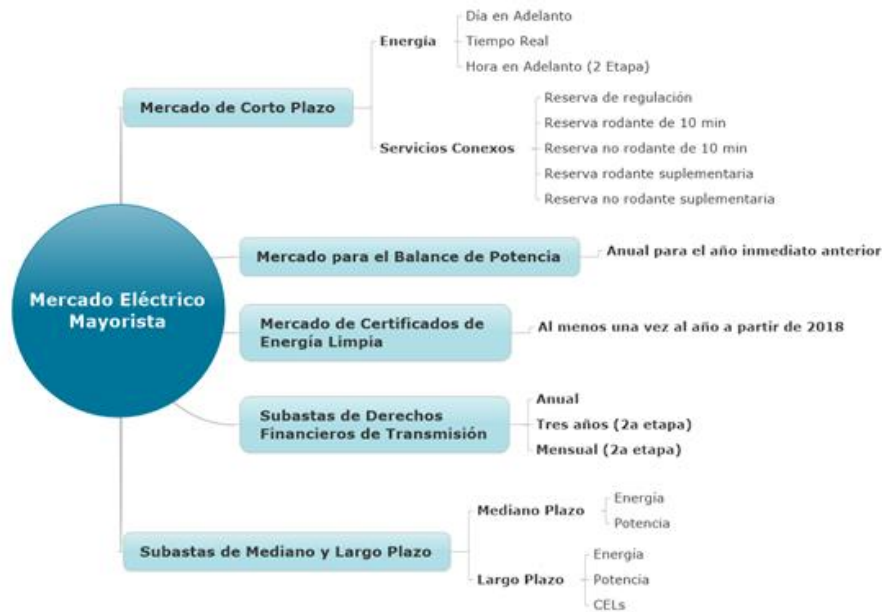 Mercado Eléctrico
Mayorista
Mercado de Corto Plazo
Energía
Día en Adelanto
Tiempo Real
Hora en Adelanto (2 Etapa)
Servicios Conexos
Reserva de regulación
Reserva rodante de 10 min
Reserva no rodante de 10 min
Reserva rodante suplementaria
Reserva no rodante suplementaria
Mercado para el Balance de Potencia
Anual para el año inmediato anterior
Mercado de Certificados de
Energía Limpia
Al menos una vez al año a partir de 2018
Subastas de Derechos
Financieros de Transmisión
Anual
Tres años (2a etapa)
Mensual (2a etapa)
Subastas de Mediano y Largo Plazo
Mediano Plazo
Energía
Potencia
Largo Plazo
Energía
Potencia
CELs